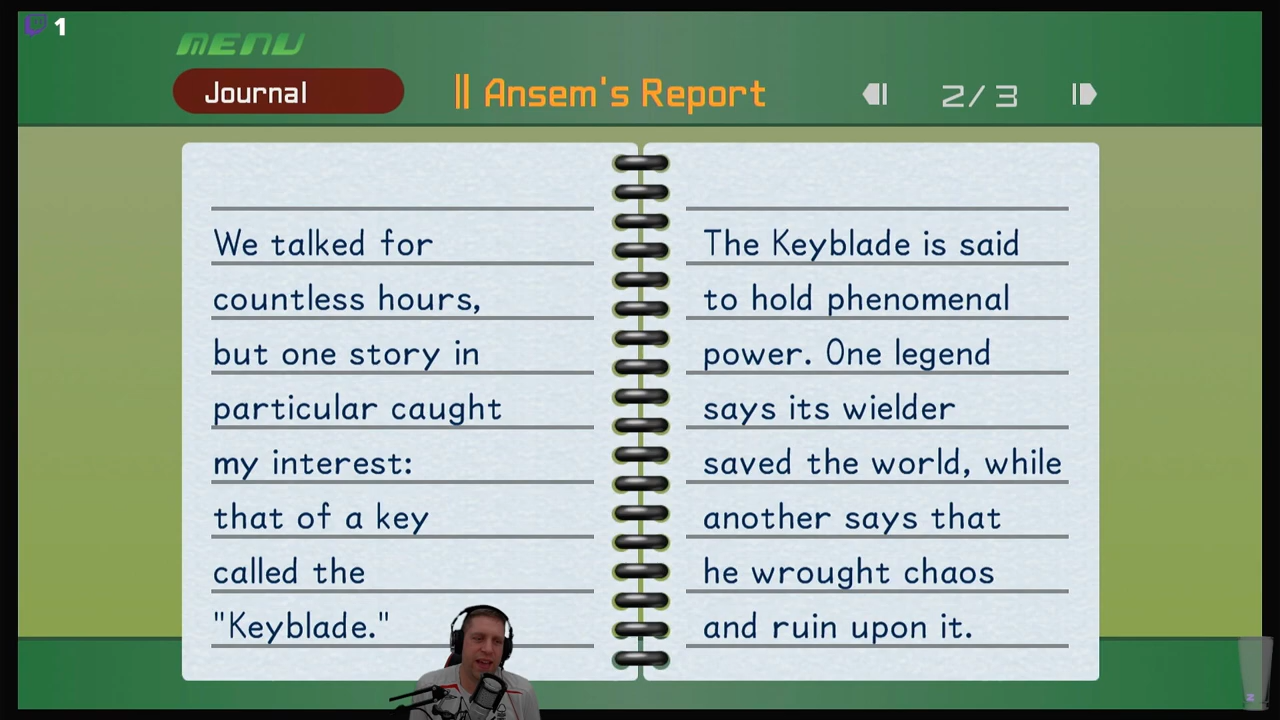 1
MENU
Journal
Ansem's Report
2/3
We talked for
countless hours,
but one story in
particular caught
my interest:
that of a key
called the
"Keyblade."
The Keyblade is said
to hold phenomenal
power. One legend
says its wielder
saved the world, while
another says that
he wrought chaos
and ruin upon it.